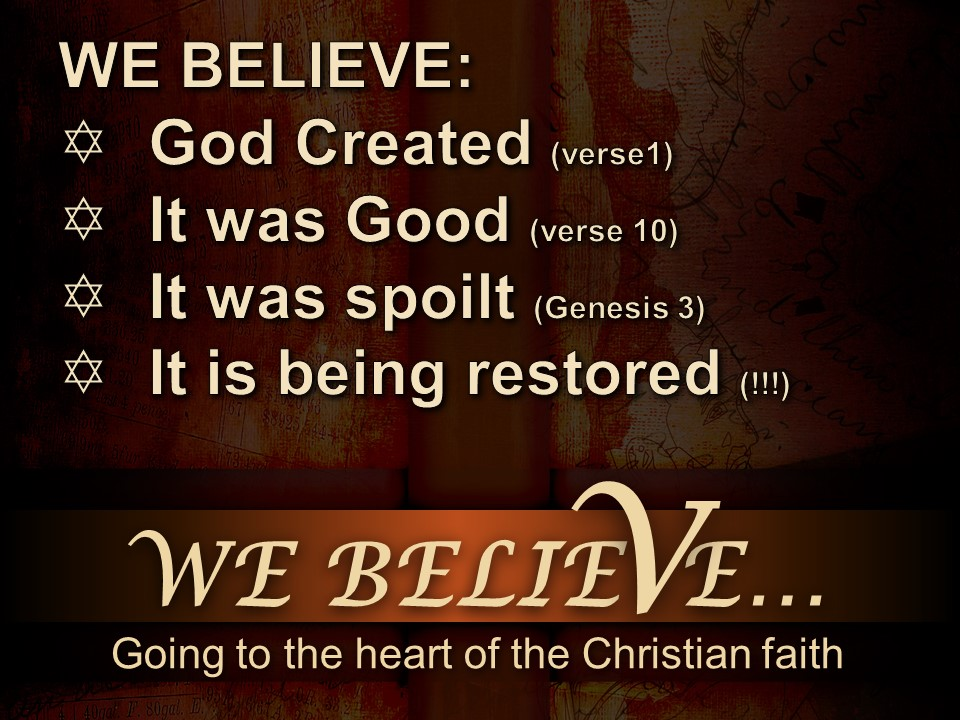 WE BELIEVE:
✡ God Created (verse1)
✡ It was Good (verse 10)
✡ It was spoilt (Genesis 3)
✡ It is being restored (!!!)
WE BELIEVE...
Going to the heart of the Christian faith